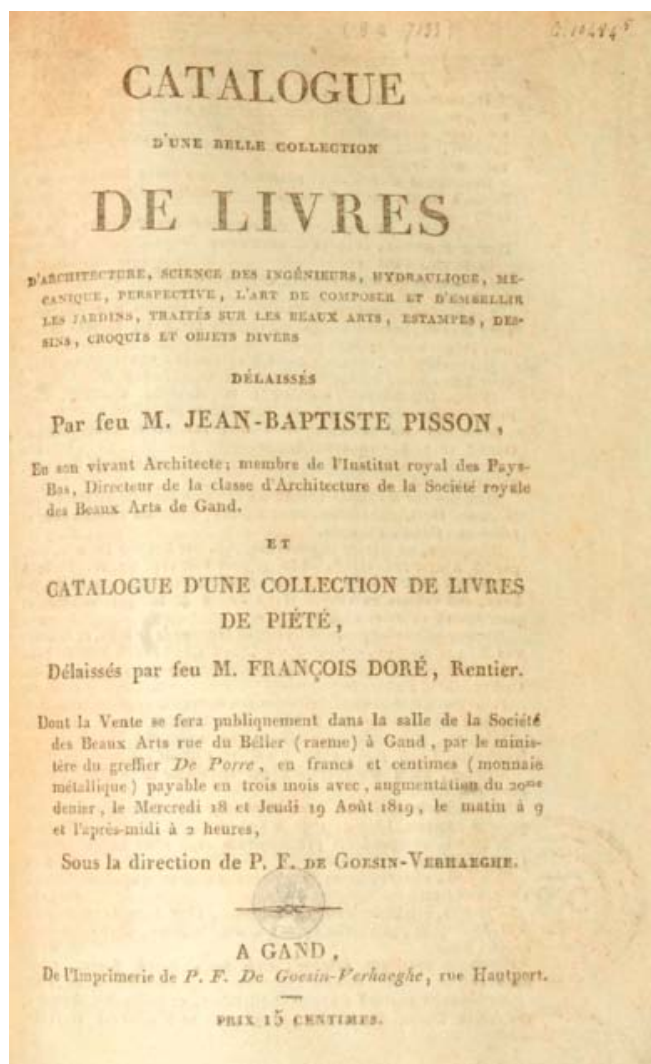 CATALOGUE
D'UNE BELLE COLLECTION
DE LIVRES
D'ARCHITECTURE, SCIENCE DES INGÉNIEURS, HYDRAULIQUE, MÉ-
CANIQUE, PERSPECTIVE, L'ART DE COMPOSER ET D'EMBELLIR
LES JARDINS, TRAITÉS SUR LES BEAUX ARTS, ESTAMPES, DES-
SINS, CROQUIS ET OBJETS DIVERS
DÉLAISSÉS
Par feu M. JEAN-BAPTISTE PISSON,
En son vivant Architecte; membre de l'Institut royal des Pays-
Bas, Directeur de la classe d'Architecture de la Société royale
des Beaux Arts de Gand.
ET
CATALOGUE D'UNE COLLECTION DE LIVRES
DE PIÉTÉ,
Délaissés par feu M. FRANÇOIS DORÉ, Rentier.
Dont la Vente se fera publiquement dans la salle de la Société
des Beaux Arts rue du Bélier (raeme) à Gand, par le minis-
tère du greffier De Porre, en francs et centimes (monnaie
métallique) payable en trois mois avec, augmentation du 20me
denier, le Mercredi 18 et Jeudi 19 Août 1819, le matin à 9
et l'après-midi à 2 heures,
Sous la direction de P. F. DE GOESIN-VERHAEGHE.
A GAND,
De l'Imprimerie de P. F. De Goesin-Verhaeghe, rue Hautport.
PRIX 15 CENTIMES.